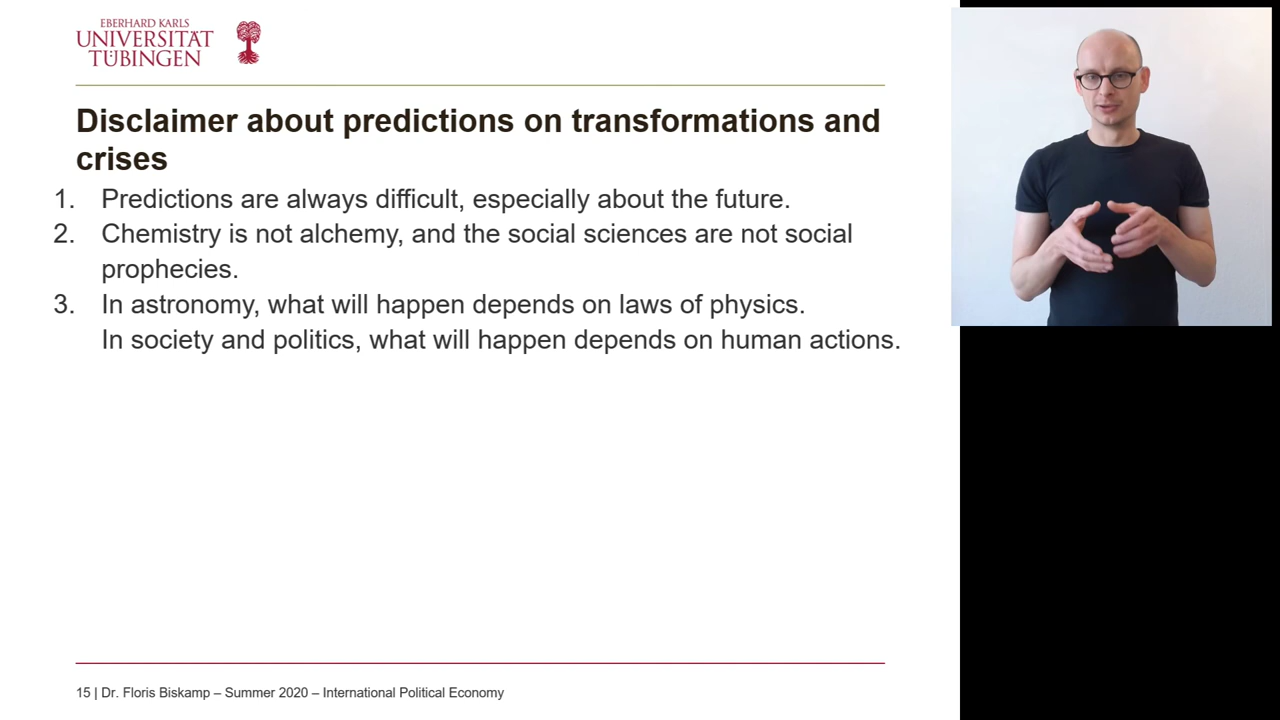 EBERHARD KARLS
UNIVERSITÄT
TÜBINGEN
Disclaimer about predictions on transformations and
crises
1. Predictions are always difficult, especially about the future.
2. Chemistry is not alchemy, and the social sciences are not social
prophecies.
3. In astronomy, what will happen depends on laws of physics.
In society and politics, what will happen depends on human actions.
15 | Dr. Floris Biskamp – Summer 2020 – International Political Economy